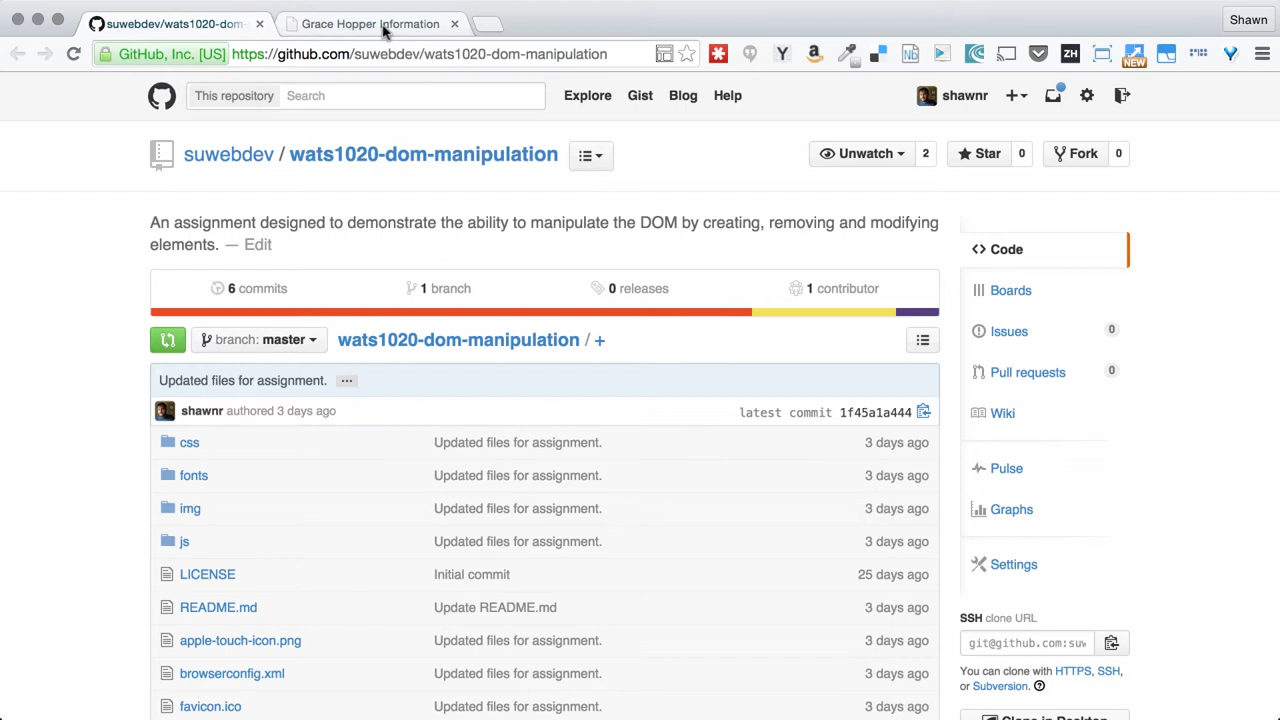 suwebdev/wats1020-dom-
Grace Hopper Information
Shawn
GitHub, Inc. [US] https://github.com/suwebdev/wats1020-dom-manipulation
Y
Nb
ZH
NEW
This repository Search
Explore Gist Blog Help
shawnr
suwebdev / wats1020-dom-manipulation
Unwatch 2
Star 0
Fork 0
An assignment designed to demonstrate the ability to manipulate the DOM by creating, removing and modifying
elements. — Edit
6 commits
1 branch
0 releases
1 contributor
branch: master
wats1020-dom-manipulation / +
Updated files for assignment. ...
shawnr authored 3 days ago
latest commit 1f45a1a444
css Updated files for assignment. 3 days ago
fonts Updated files for assignment. 3 days ago
img Updated files for assignment. 3 days ago
js Updated files for assignment. 3 days ago
LICENSE Initial commit 25 days ago
README.md Update README.md 3 days ago
apple-touch-icon.png Updated files for assignment. 3 days ago
browserconfig.xml Updated files for assignment. 3 days ago
favicon.ico Updated files for assignment. 3 days ago
Code
Boards
Issues 0
Pull requests 0
Wiki
Pulse
Graphs
Settings
SSH clone URL
git@github.com:suw
You can clone with HTTPS, SSH,
or Subversion.
Clone in Desktop